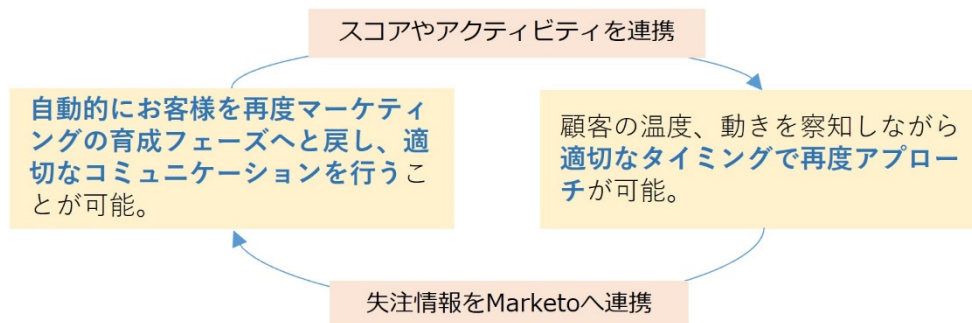 スコアやアクティビティを連携
自動的にお客様を再度マーケティ
ングの育成フェーズへと戻し、適
切なコミュニケーションを行うこ
とが可能。
顧客の温度、動きを察知しながら
適切なタイミングで再度アプロー
チが可能。
失注情報をMarketoへ連携